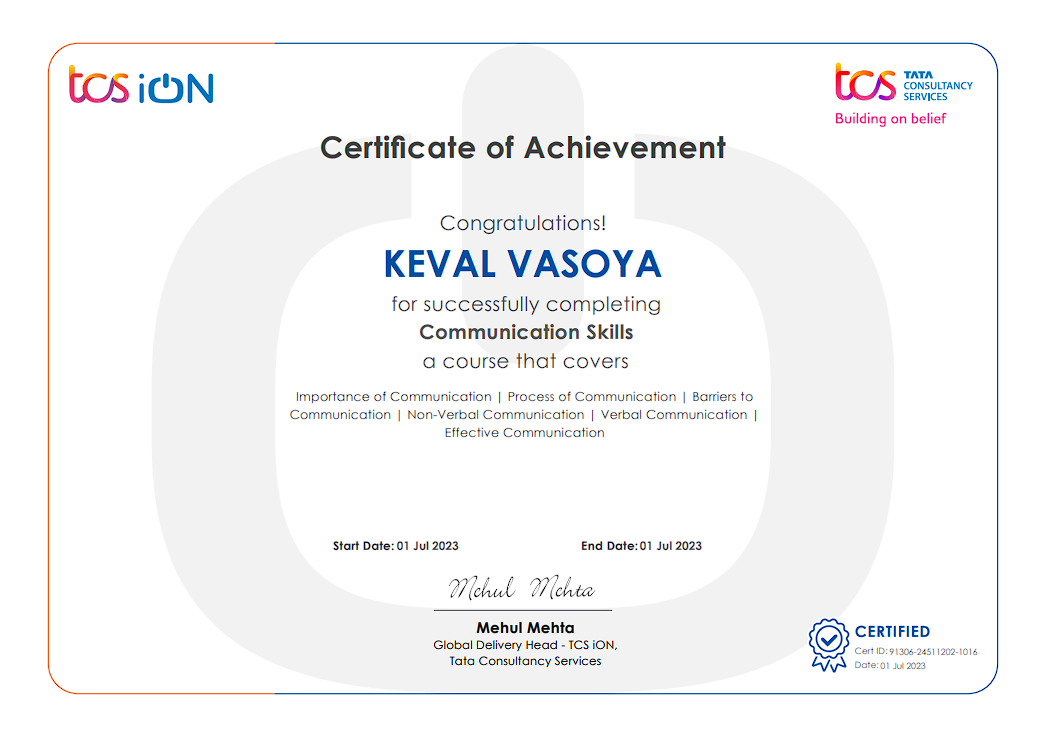 tcs iON
tcs TATA
CONSULTANCY
SERVICES
Building on belief
Certificate of Achievement
Congratulations!
KEVAL VASOYA
for successfully completing
Communication Skills
a course that covers
Importance of Communication | Process of Communication | Barriers to
Communication | Non-Verbal Communication | Verbal Communication |
Effective Communication
Start Date: 01 Jul 2023 End Date: 01 Jul 2023
Mehul Mehta
Mehul Mehta
Global Delivery Head - TCS iON,
Tata Consultancy Services
CERTIFIED
Cert ID: 91306-24511202-1016
Date: 01 Jul 2023